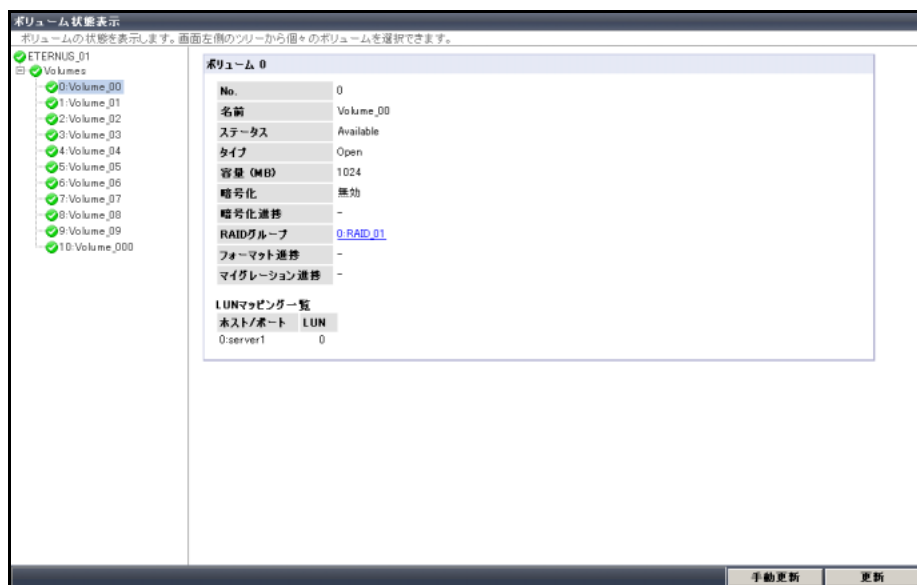 ボリューム状態表示
ボリュームの状態を表示します。画面左側のツリーから個々のボリュームを選択できます。
ETERNUS_01
Volumes
0:Volume_00
1:Volume_01
2:Volume_02
3:Volume_03
4:Volume_04
5:Volume_05
6:Volume_06
7:Volume_07
8:Volume_08
9:Volume_09
10:Volume_000
ボリューム 0
No. 0
名前 Volume_00
ステータス Available
タイプ Open
容量 (MB) 1024
暗号化 無効
暗号化進捗 -
RAIDグループ 0:RAID_01
フォーマット進捗 -
マイグレーション進捗 -
LUNマッピング一覧
ホスト/ポート LUN
0:server1 0
手動更新 更新